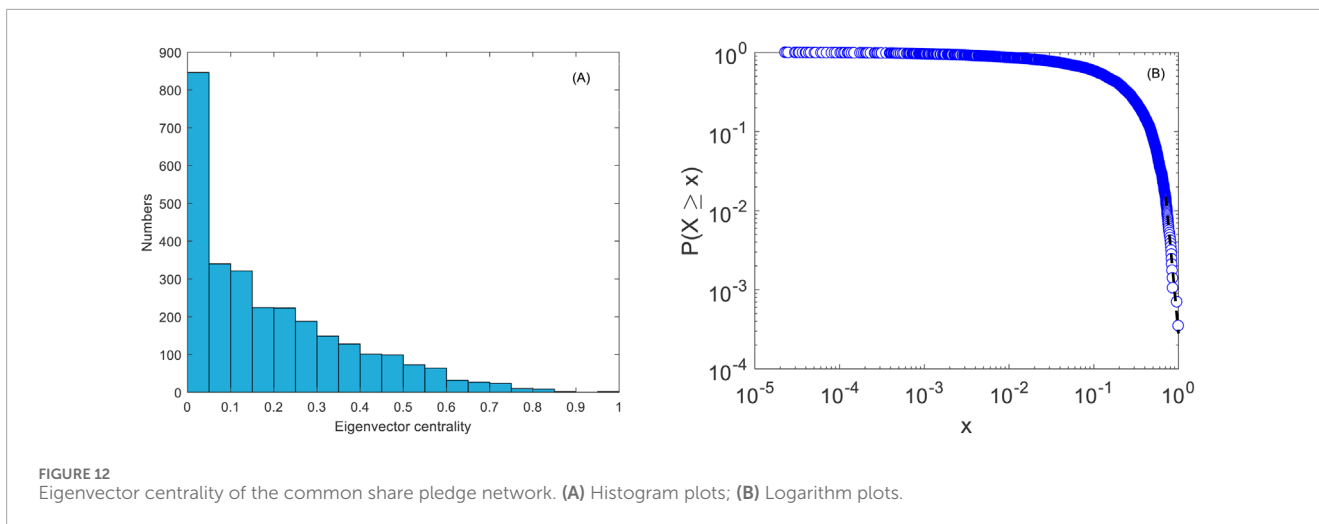 900
800
700
600
500
400
300
200
100
0
Numbers
(A)
0 0.1 0.2 0.3 0.4 0.5 0.6 0.7 0.8 0.9 1
Eigenvector centrality
10^0
10^-1
10^-2
10^-3
10^-4
P(X ≥ x)
(B)
10^-5 10^-4 10^-3 10^-2 10^-1 10^0
x
FIGURE 12
Eigenvector centrality of the common share pledge network. (A) Histogram plots; (B) Logarithm plots.